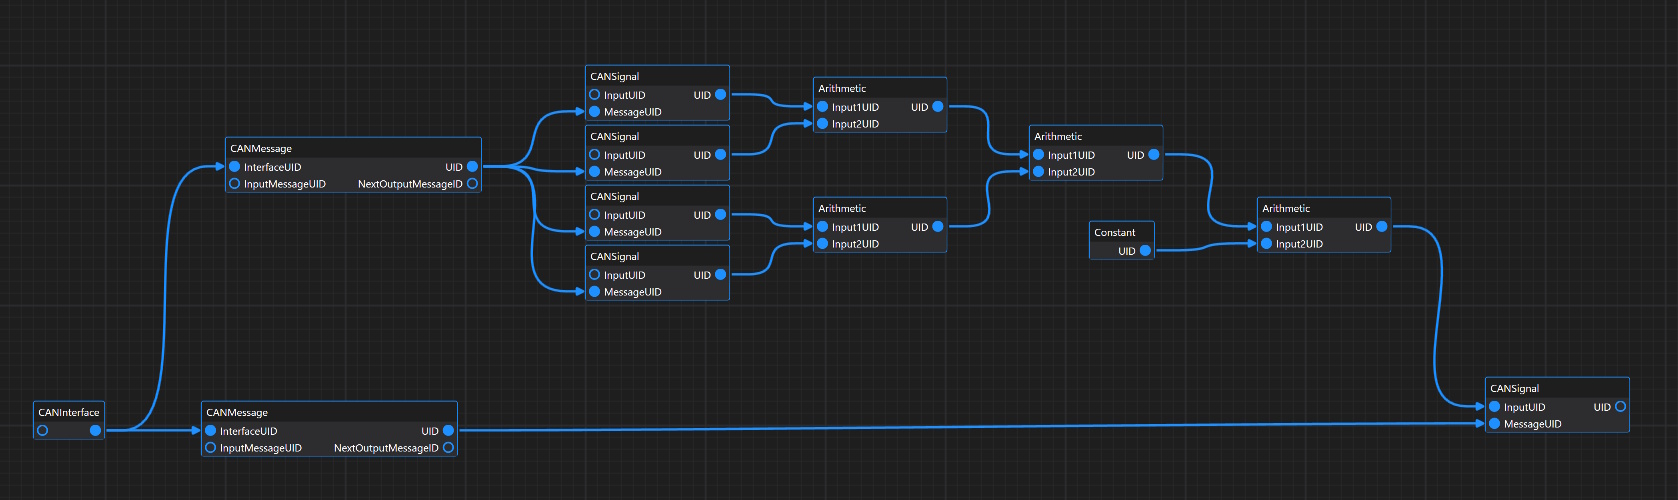 CANSignal
InputUID UID
MessageUID
CANSignal
InputUID UID
MessageUID
CANSignal
InputUID UID
MessageUID
CANSignal
InputUID UID
MessageUID
Arithmetic
Input1UID UID
Input2UID
Arithmetic
Input1UID UID
Input2UID
Arithmetic
Input1UID UID
Input2UID
CANMessage
InterfaceUID UID
InputMessageUID NextOutputMessageID
Constant
UID
Arithmetic
Input1UID UID
Input2UID
CANInterface
CANMessage
InterfaceUID UID
InputMessageUID NextOutputMessageID
CANSignal
InputUID UID
MessageUID